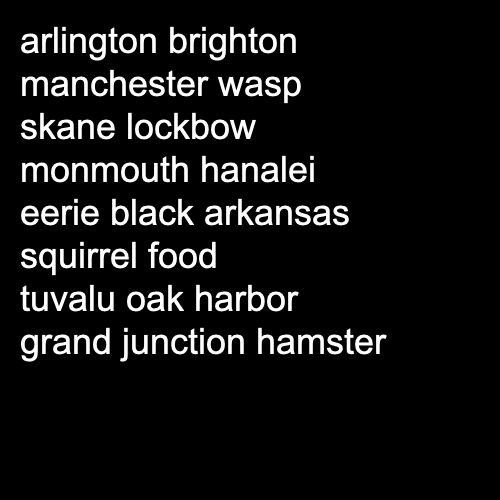 arlington brighton
manchester wasp
skane lockbow
monmouth hanalei
eerie black arkansas
squirrel food
tuvalu oak harbor
grand junction hamster